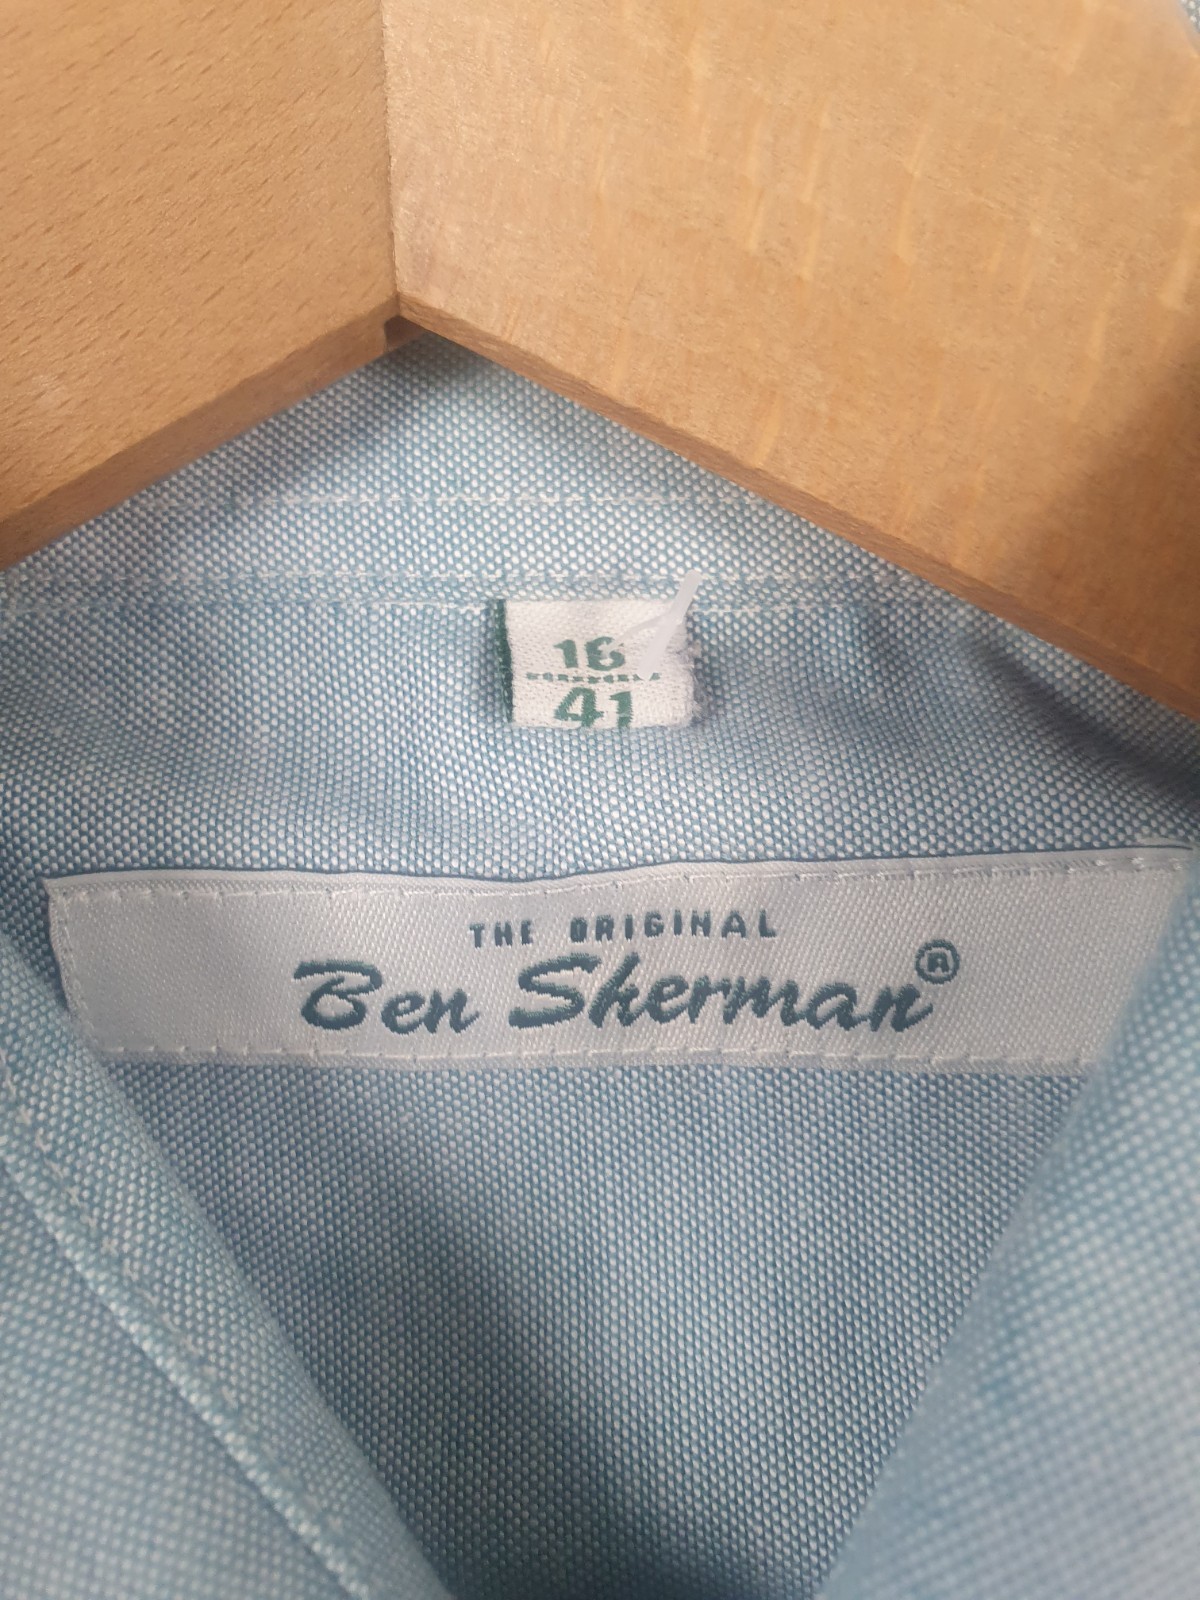 16
41
THE ORIGINAL
Ben Sherman®